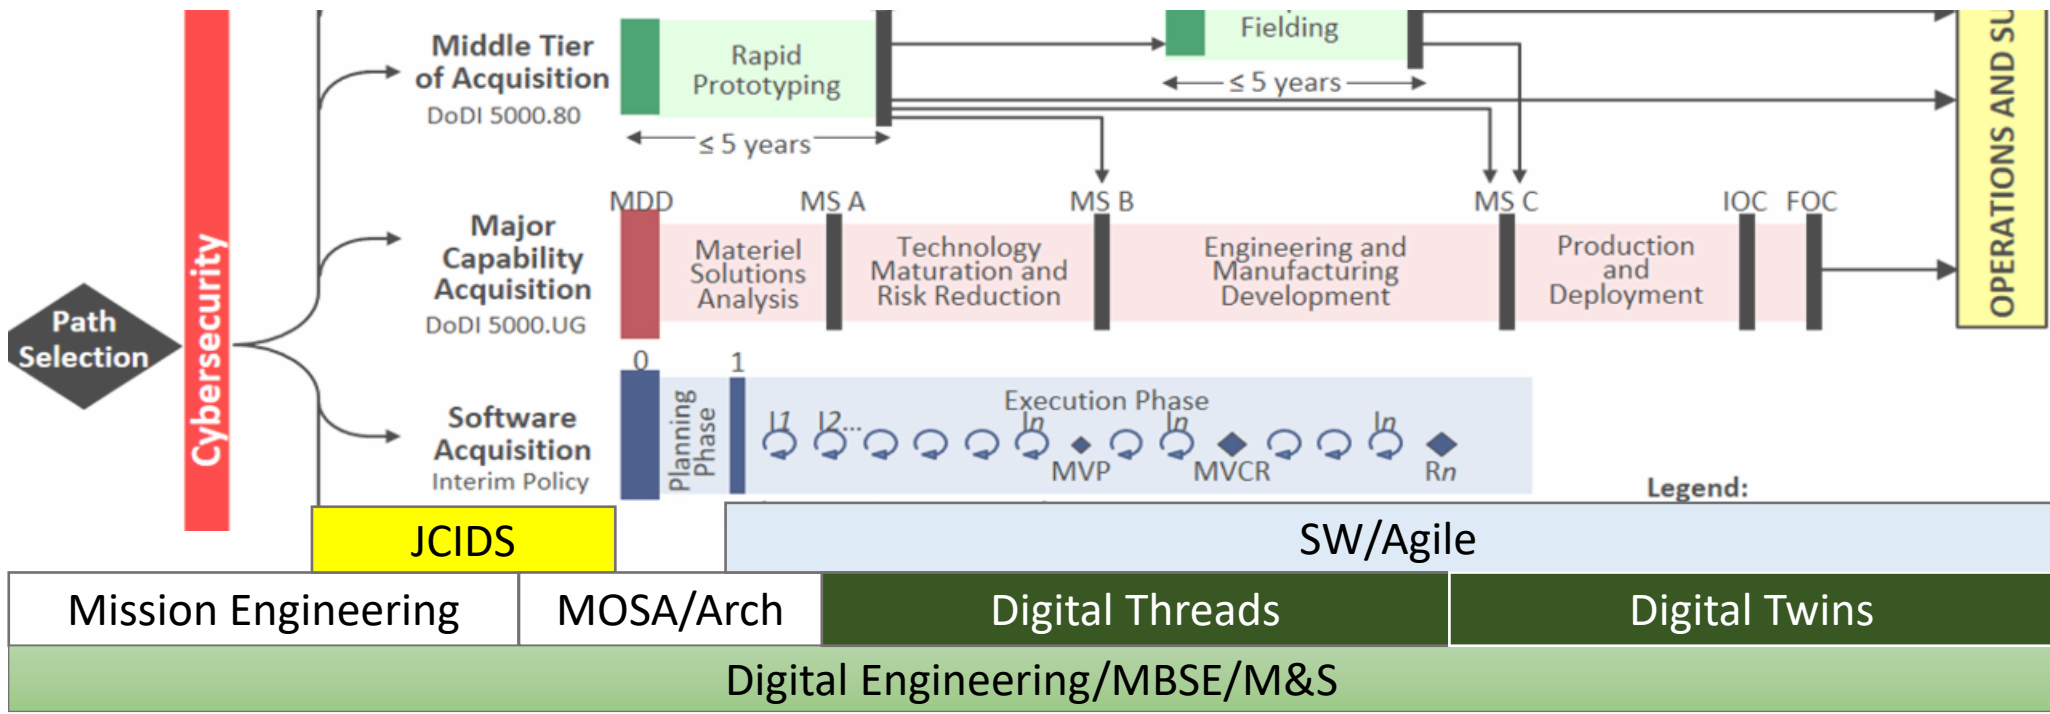 Path
Selection
Cybersecurity
Middle Tier
of Acquisition
DoDI 5000.80
Rapid
Prototyping
≤ 5 years
Fielding
≤ 5 years
Major
Capability
Acquisition
DoDI 5000.UG
MDD
MS A
MS B
MS C
IOC
FOC
Materiel
Solutions
Analysis
Technology
Maturation and
Risk Reduction
Engineering and
Manufacturing
Development
Production
and
Deployment
OPERATIONS AND SU
Software
Acquisition
Interim Policy
0
1
Planning
Phase
Execution Phase
I1
I2...
In
In
In
MVP
MVCR
Rn
Legend:
JCIDS
SW/Agile
Mission Engineering
MOSA/Arch
Digital Threads
Digital Twins
Digital Engineering/MBSE/M&S